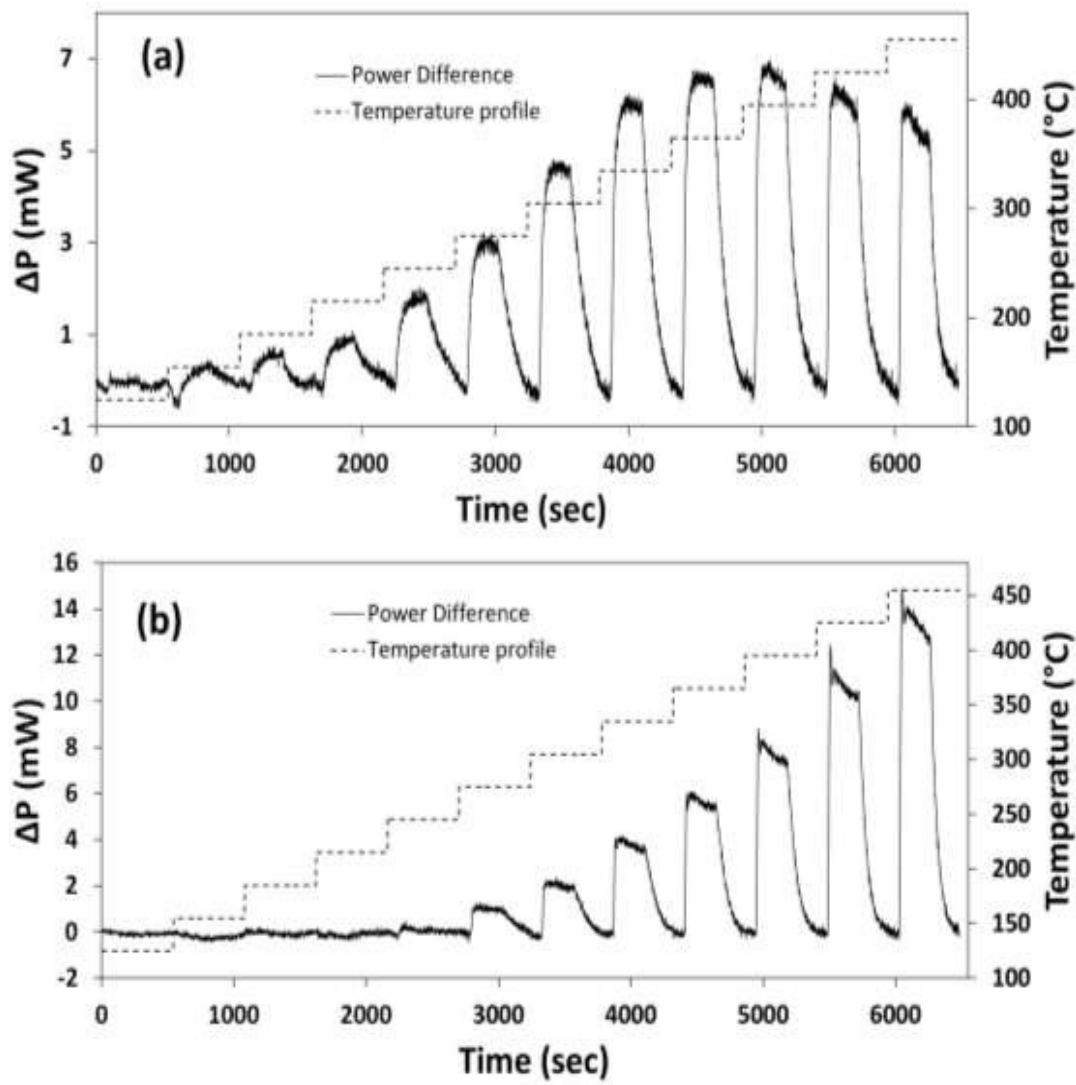 (a)
Power Difference
Temperature profile
7
5
3
1
-1
ΔP (mW)
400
300
200
100
Temperature (°C)
0 1000 2000 3000 4000 5000 6000
Time (sec)
(b)
Power Difference
Temperature profile
16
14
12
10
8
6
4
2
0
-2
ΔP (mW)
450
400
350
300
250
200
150
100
Temperature (°C)
0 1000 2000 3000 4000 5000 6000
Time (sec)